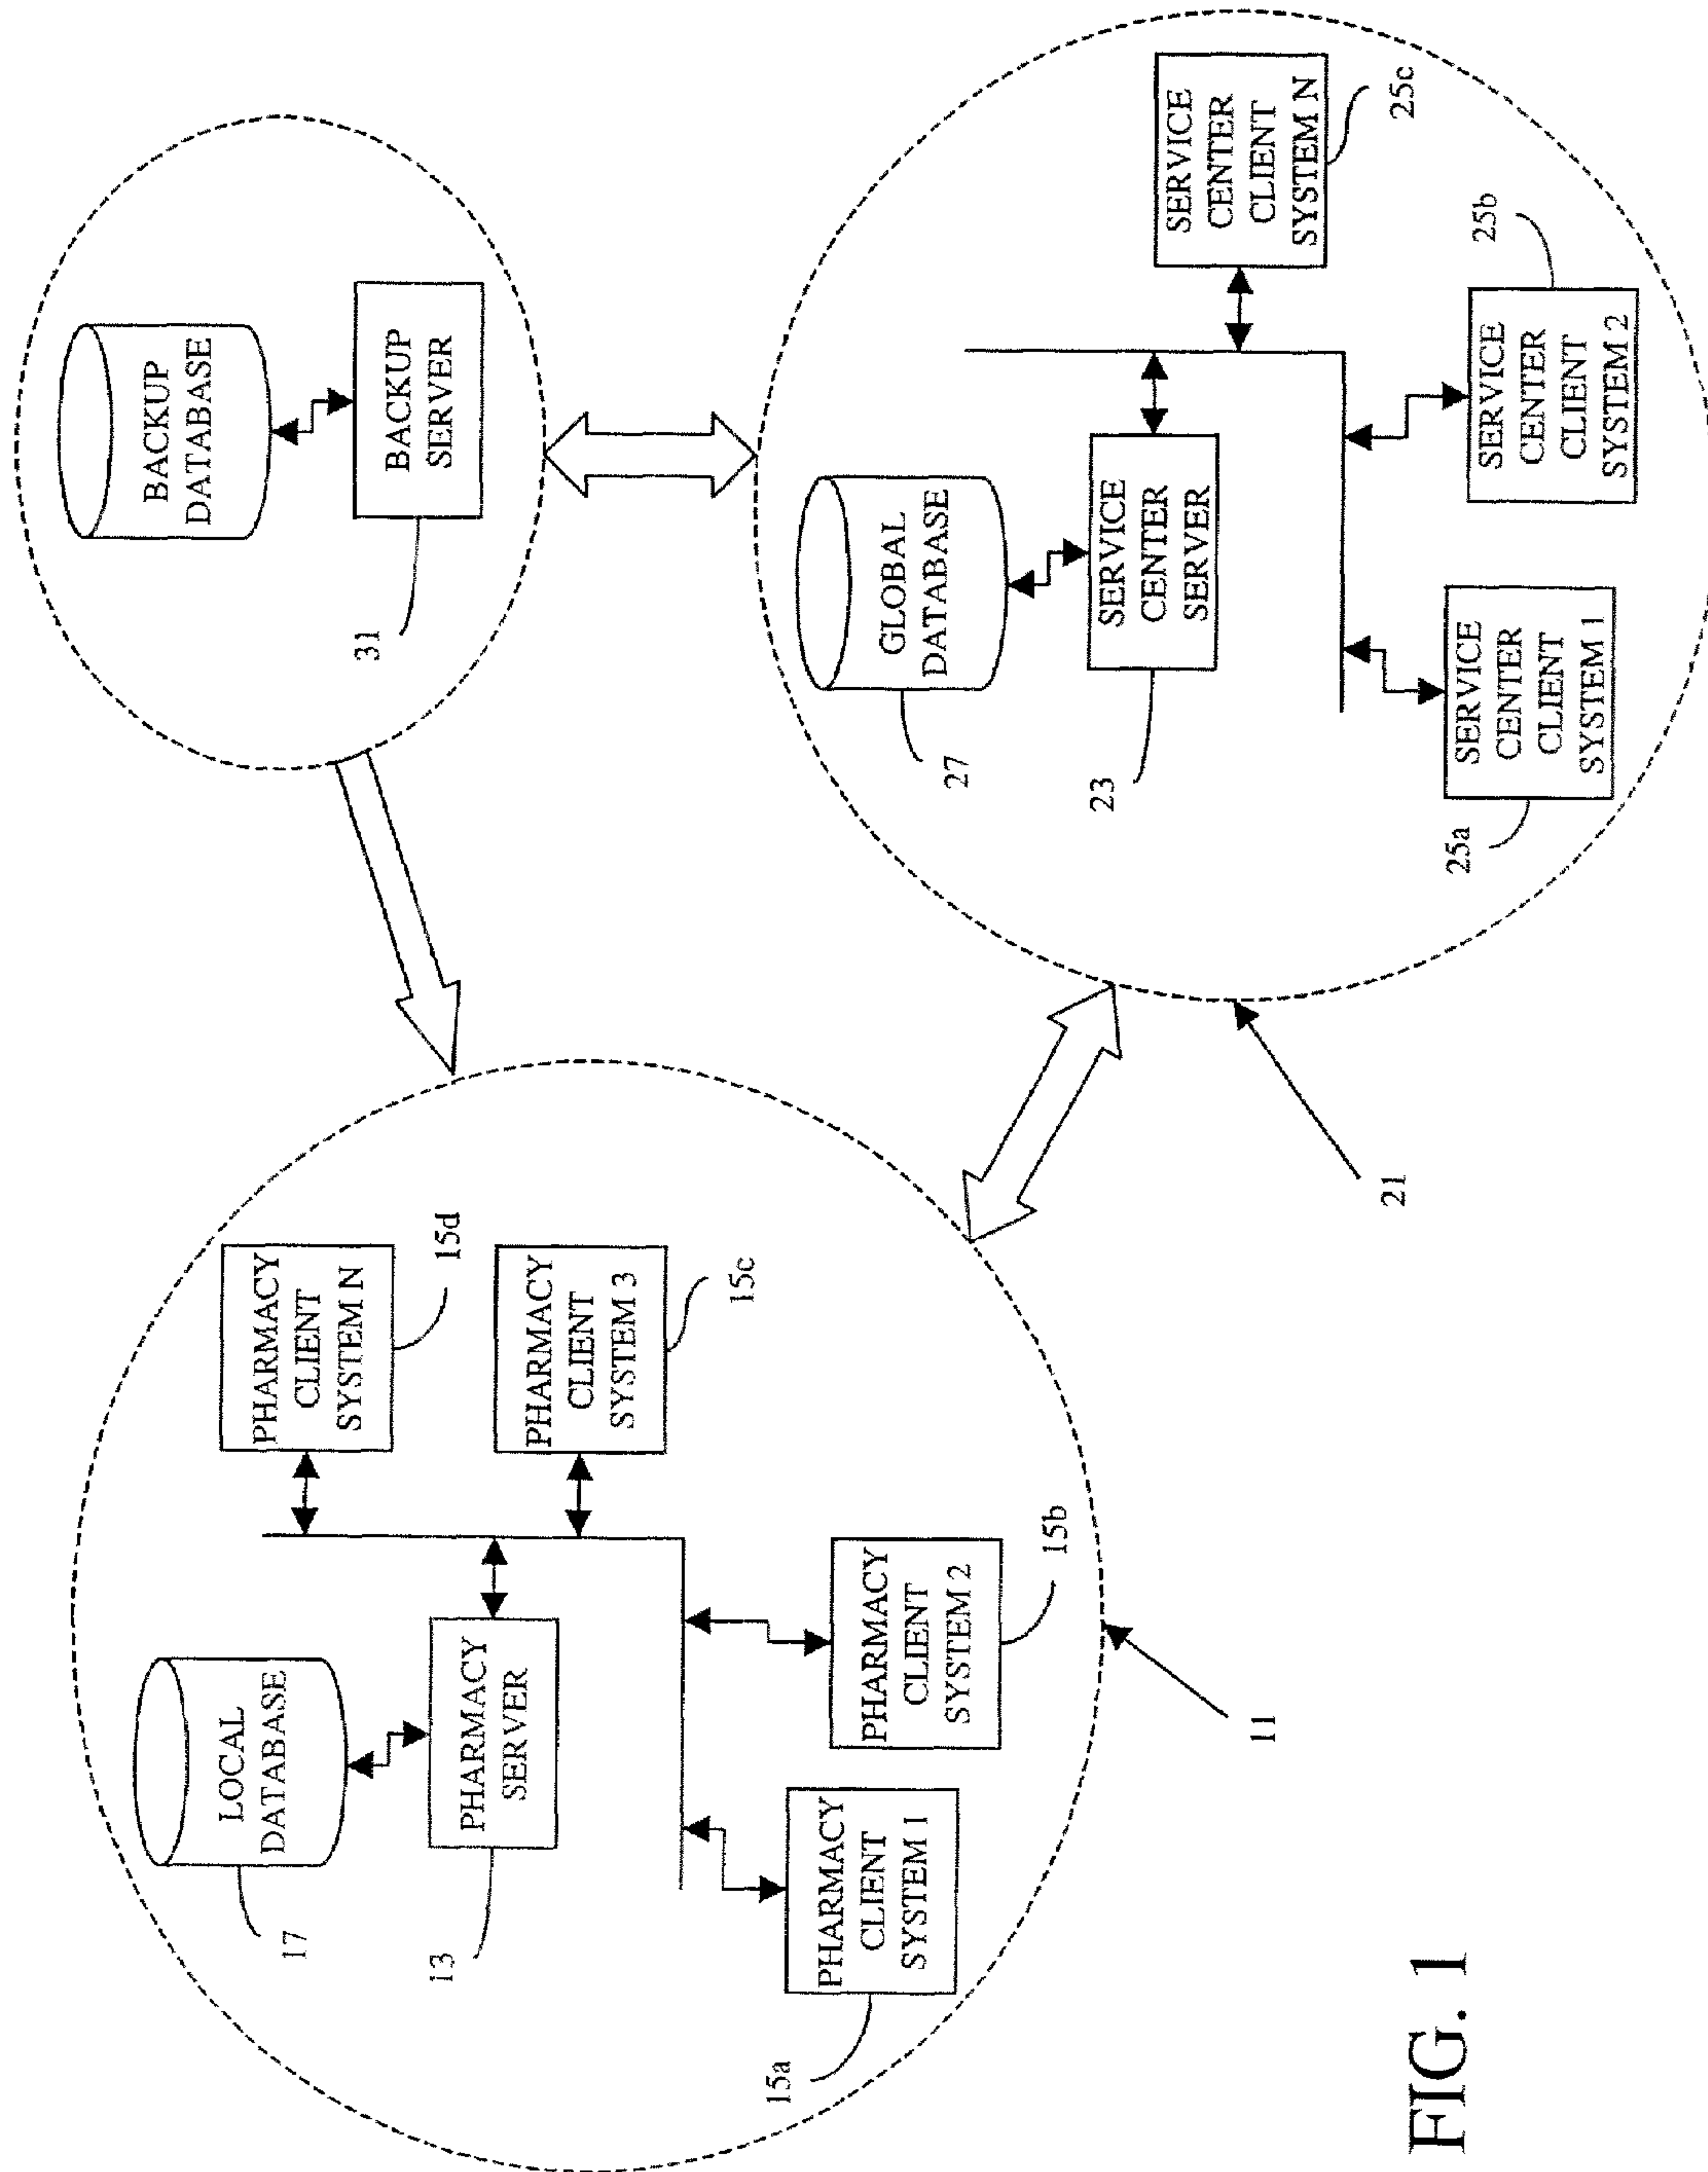 LOCAL
DATABASE
17
PHARMACY
SERVER
13
PHARMACY
CLIENT
SYSTEM N
15d
PHARMACY
CLIENT
SYSTEM 3
15c
PHARMACY
CLIENT
SYSTEM 1
15a
PHARMACY
CLIENT
SYSTEM 2
15b
11
BACKUP
DATABASE
BACKUP
SERVER
31
GLOBAL
DATABASE
27
SERVICE
CENTER
SERVER
23
SERVICE
CENTER
CLIENT
SYSTEM N
25c
SERVICE
CENTER
CLIENT
SYSTEM 1
25a
SERVICE
CENTER
CLIENT
SYSTEM 2
25b
21
FIG. 1